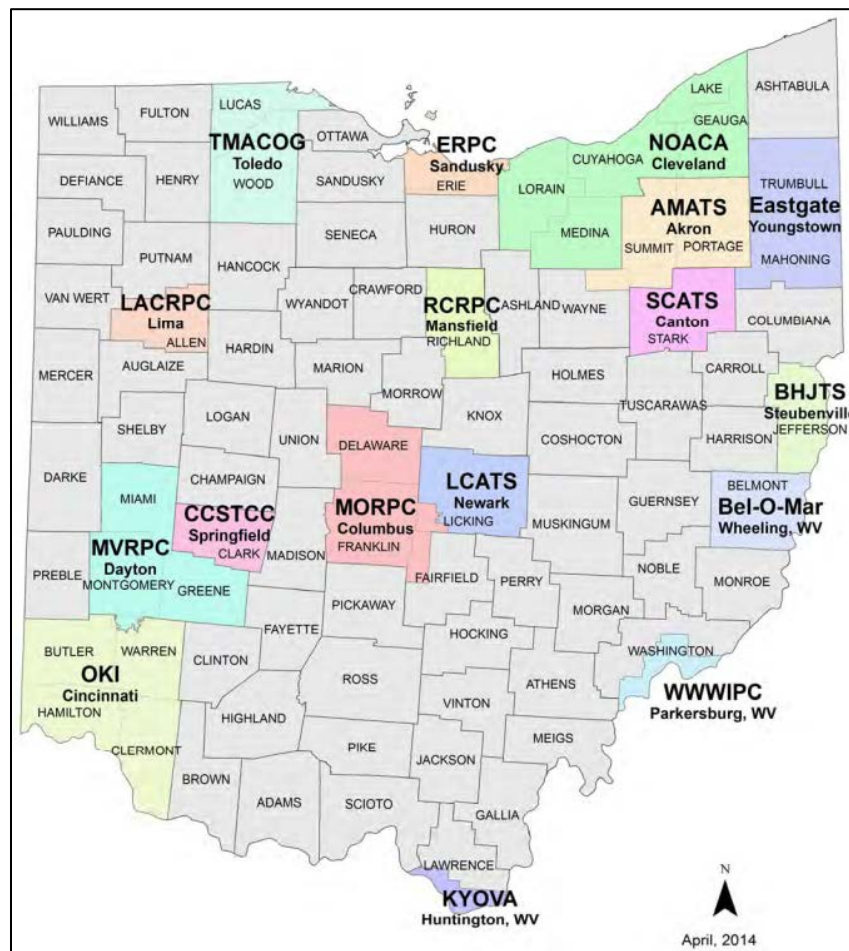 ASHTABULA
LAKE
GEAUGA
LUCAS
FULTON
WILLIAMS
TMACOG
Toledo
WOOD
OTTAWA
ERPC
Sandusky
ERIE
NOACA
Cleveland
CUYAHOGA
LORAIN
MEDINA
DEFIANCE
HENRY
SANDUSKY
TRUMBULL
Eastgate
Youngstown
MAHONING
AMATS
Akron
SUMMIT
PORTAGE
PAULDING
PUTNAM
SENECA
HURON
HANCOCK
VAN WERT
LACRPC
Lima
ALLEN
WYANDOT
CRAWFORD
RCRPC
Mansfield
RICHLAND
ASHLAND
WAYNE
SCATS
Canton
STARK
COLUMBIANA
HARDIN
AUGLAIZE
MERCER
MARION
MORROW
HOLMES
CARROLL
TUSCARAWAS
BHJTS
Steubenville
JEFFERSON
LOGAN
SHELBY
UNION
KNOX
DELAWARE
COSHOCTON
HARRISON
DARKE
CHAMPAIGN
MIAMI
LCATS
Newark
LICKING
BELMONT
Bel-O-Mar
Wheeling, WV
GUERNSEY
MUSKINGUM
CCSTCC
Springfield
CLARK
MADISON
MORPC
Columbus
FRANKLIN
MVRPC
Dayton
MONTGOMERY
GREENE
PREBLE
FAIRFIELD
PERRY
NOBLE
MONROE
MORGAN
PICKAWAY
FAYETTE
HOCKING
WASHINGTON
BUTLER
WARREN
OKI
Cincinnati
HAMILTON
CLERMONT
CLINTON
ROSS
ATHENS
WWWIPC
Parkersburg, WV
VINTON
HIGHLAND
MEIGS
PIKE
JACKSON
BROWN
ADAMS
SCIOTO
GALLIA
LAWRENCE
KYOVA
Huntington, WV
N
April, 2014